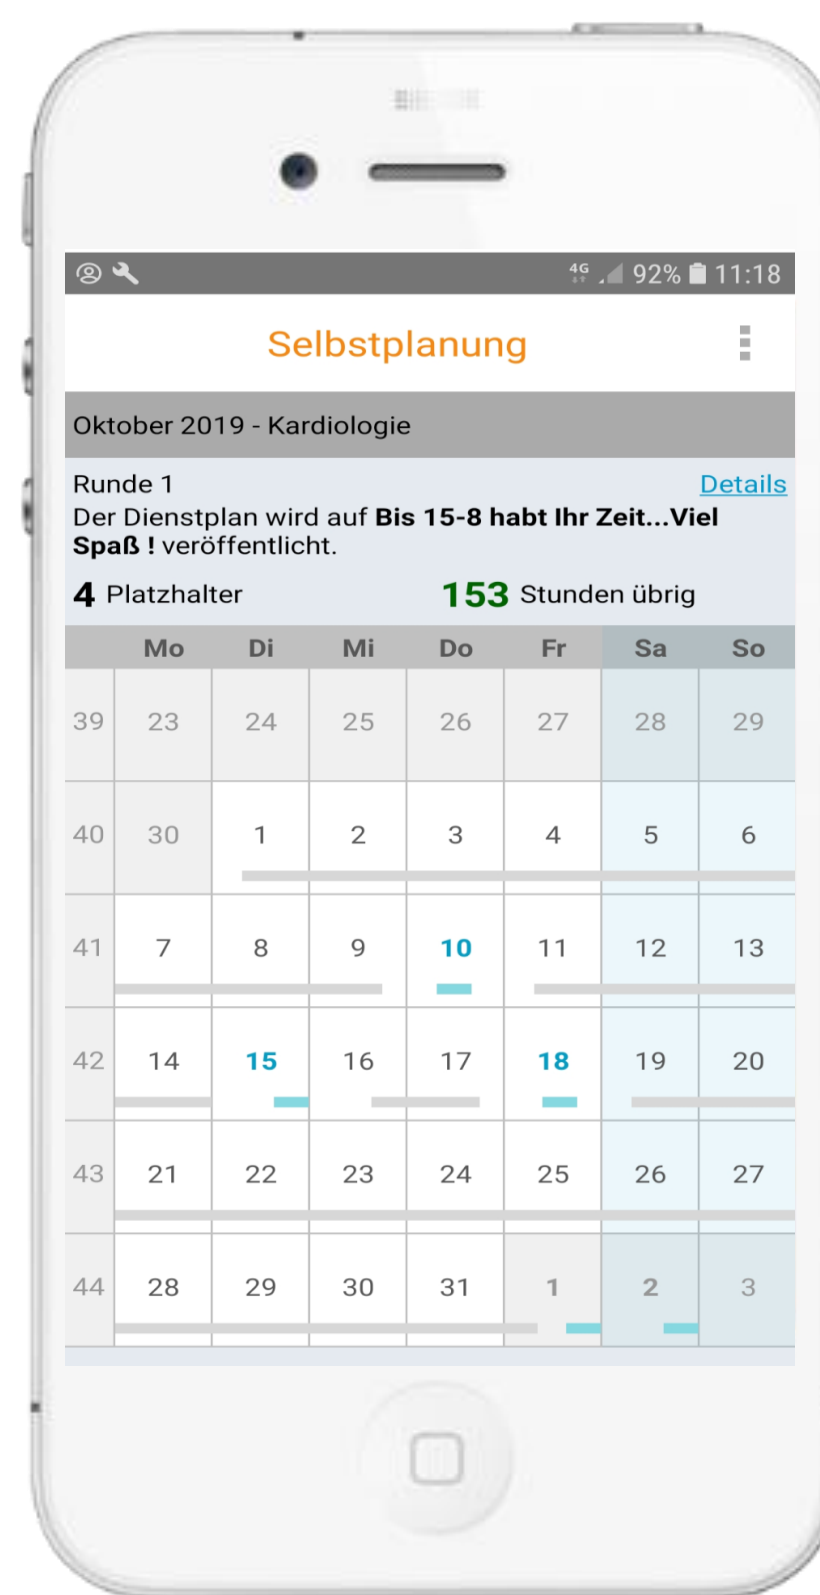 4G 92% 11:18
Selbstplanung
Oktober 2019 - Kardiologie
Runde 1 Details
Der Dienstplan wird auf Bis 15-8 habt Ihr Zeit...Viel
Spaß ! veröffentlicht.
4 Platzhalter 153 Stunden übrig
Mo Di Mi Do Fr Sa So
39 23 24 25 26 27 28 29
40 30 1 2 3 4 5 6
41 7 8 9 10 11 12 13
42 14 15 16 17 18 19 20
43 21 22 23 24 25 26 27
44 28 29 30 31 1 2 3